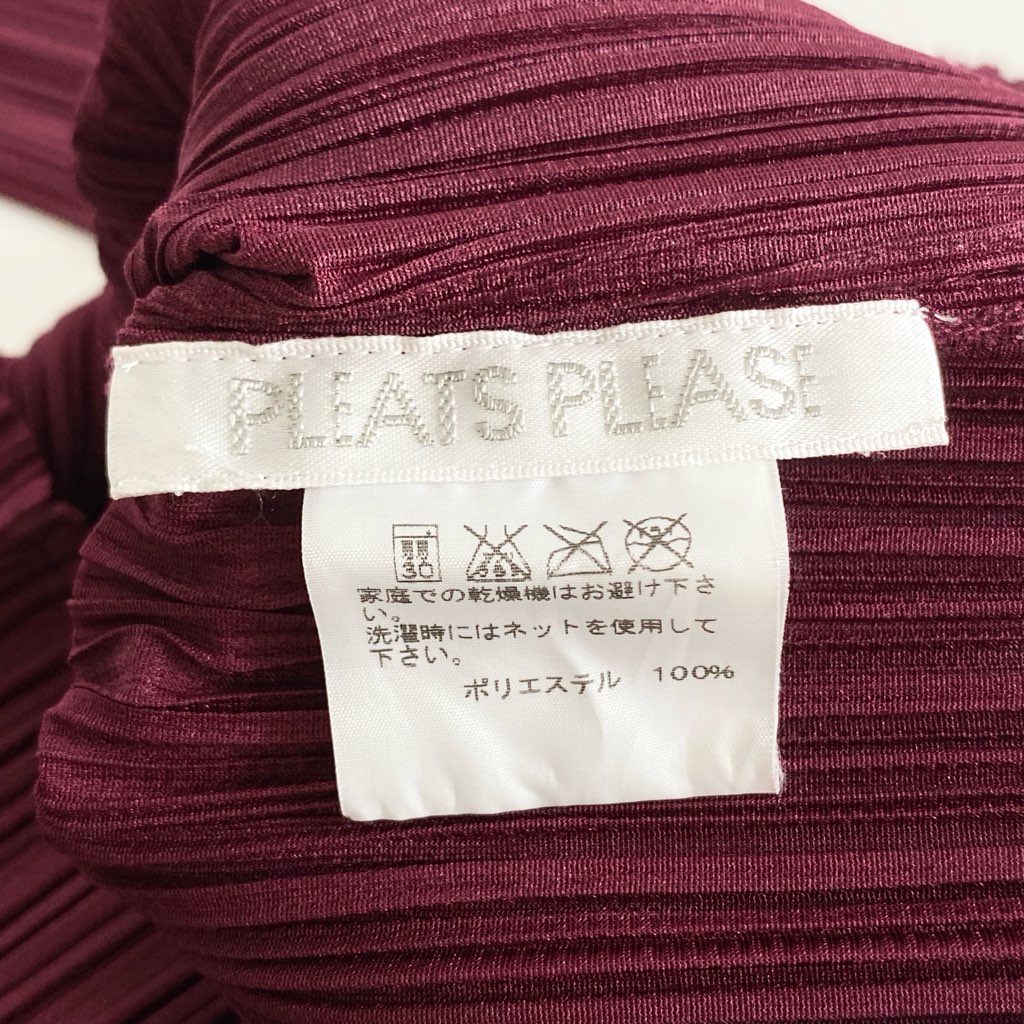 PLEATS PLEASE
弱
30
家庭での乾燥機はお避け下さ
い。
洗濯時にはネットを使用して
下さい。
ポリエステル 100%